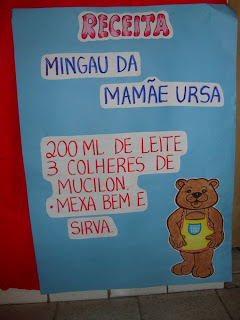 RECEITA
MINGAU DA
MAMÃE URSA
200 ML DE LEITE
3 COLHERES DE
MUCILON.
• MEXA BEM E
SIRVA.